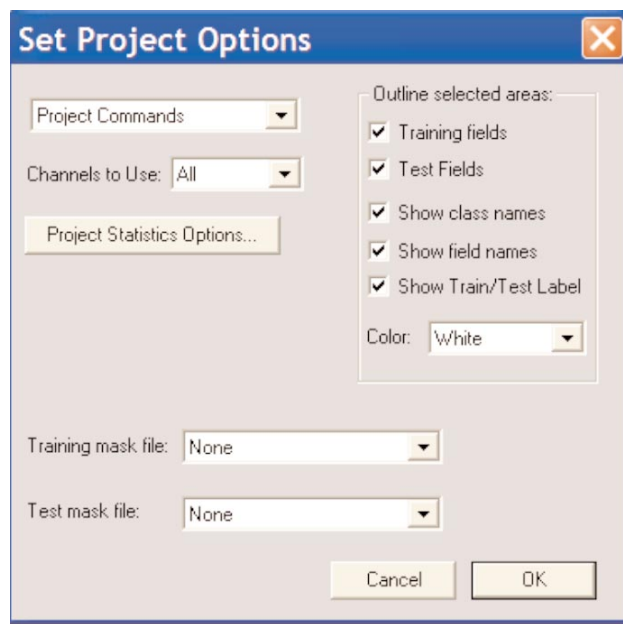 Set Project Options
Project Commands
Channels to Use: All
Project Statistics Options...
Outline selected areas:
Training fields
Test Fields
Show class names
Show field names
Show Train/Test Label
Color: White
Training mask file: None
Test mask file: None
Cancel OK